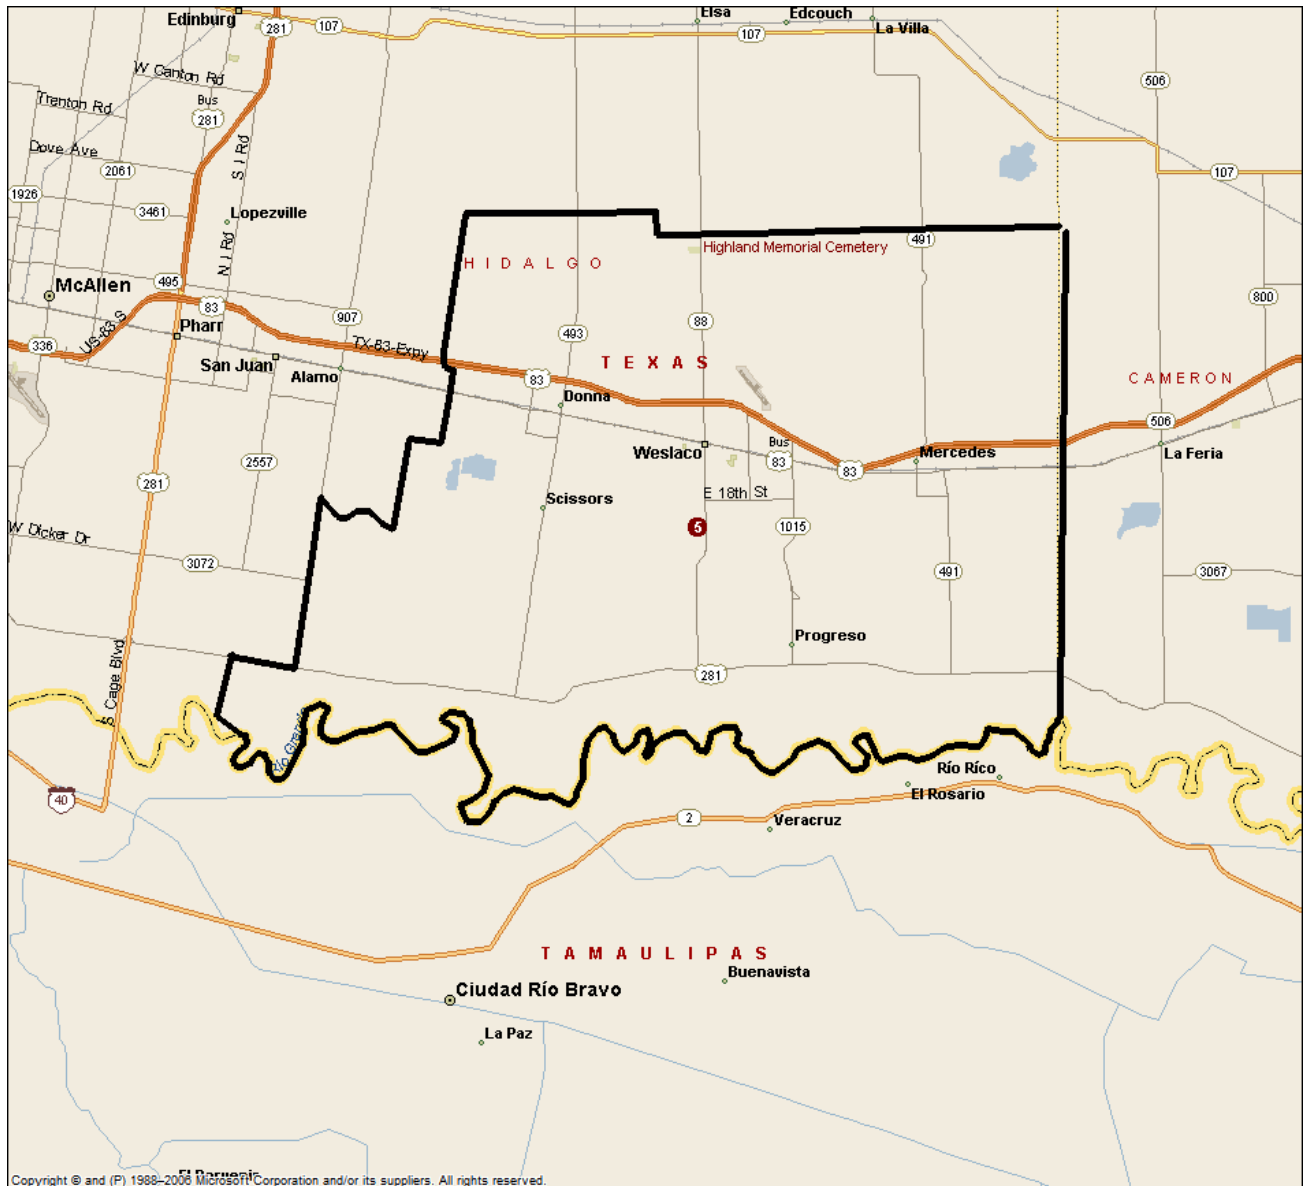 Edinburg
281
107
Elsa
Edcouch
La Villa
107
W Canton Rd
Trenton Rd
Bus
281
506
Dove Ave
S I Rd
2061
107
1926
3461
Lopezville
491
Highland Memorial Cemetery
HIDALGO
N I Rd
McAllen
495
83
907
800
Pharr
US-83 S
336
TX-83-Expy
493
88
San Juan
Alamo
TEXAS
83
CAMERON
Donna
506
Weslaco
Bus
83
83
Mercedes
La Feria
2557
281
E 18th St
Scissors
5
1015
W Dicker Dr
3072
491
3067
Progreso
281
S Cage Blvd
Río Grande
Río Ríco
El Rosario
40
2
Veracruz
TAMAULIPAS
Buenavista
Ciudad Río Bravo
La Paz
Copyright © and (P) 1988–2006 Microsoft Corporation and/or its suppliers. All rights reserved.